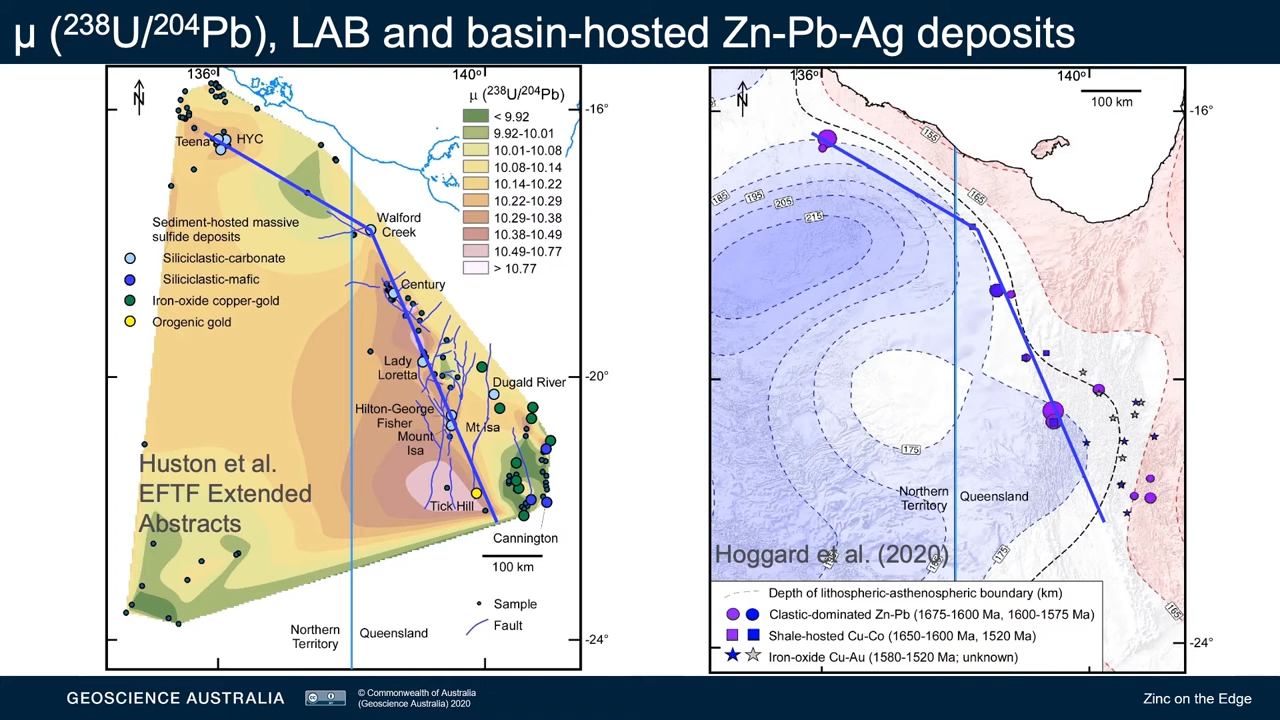 μ (²³⁸U/²⁰⁴Pb), LAB and basin-hosted Zn-Pb-Ag deposits
136º
140º
N
-16°
-20°
-24°
μ (²³⁸U/²⁰⁴Pb)
< 9.92
9.92-10.01
10.01-10.08
10.08-10.14
10.14-10.22
10.22-10.29
10.29-10.38
10.38-10.49
10.49-10.77
> 10.77
Teena
HYC
Sediment-hosted massive
sulfide deposits
Siliciclastic-carbonate
Siliciclastic-mafic
Iron-oxide copper-gold
Orogenic gold
Walford
Creek
Century
Lady
Loretta
Dugald River
Hilton-George
Fisher
Mount
Isa
Mt Isa
Tick Hill
Cannington
100 km
Huston et al.
EFTF Extended
Abstracts
Sample
Fault
Northern
Territory
Queensland
136º
140º
N
100 km
-16°
-24°
155
165
185
195
205
215
175
175
165
Northern
Territory
Queensland
Hoggard et al. (2020)
Depth of lithospheric-asthenospheric boundary (km)
Clastic-dominated Zn-Pb (1675-1600 Ma, 1600-1575 Ma)
Shale-hosted Cu-Co (1650-1600 Ma, 1520 Ma)
Iron-oxide Cu-Au (1580-1520 Ma; unknown)
GEOSCIENCE AUSTRALIA
© Commonwealth of Australia
(Geoscience Australia) 2020
Zinc on the Edge